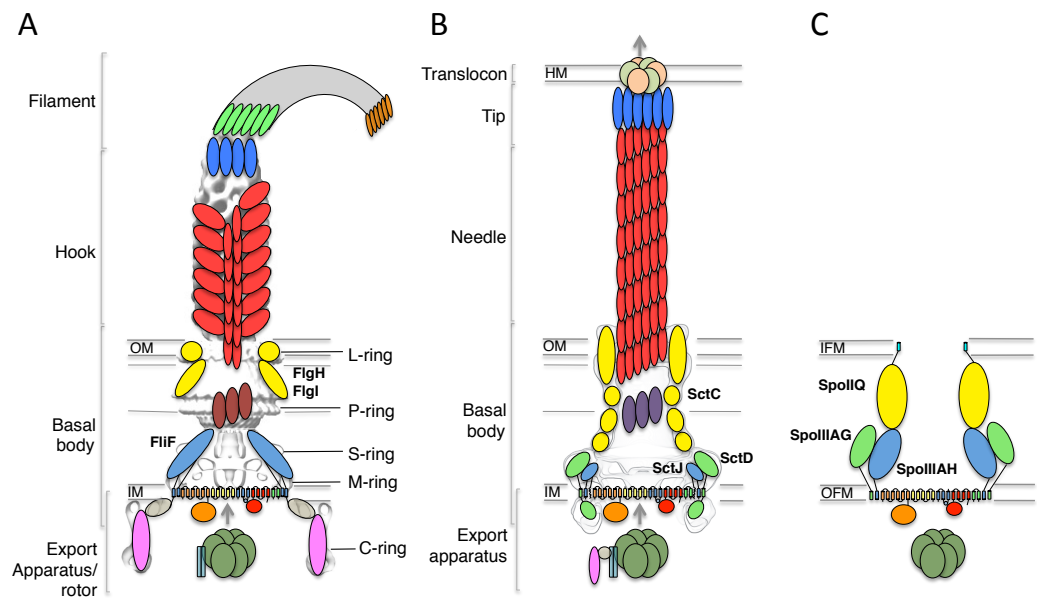 A
Filament
Hook
OM
L-ring
FlgH
FlgI
P-ring
Basal
body
FliF
S-ring
M-ring
IM
C-ring
Export
Apparatus/
rotor
B
Translocon
HM
Tip
Needle
OM
SctC
Basal
body
SctJ
SctD
IM
Export
apparatus
C
IFM
SpoIIQ
SpoIIIAG
SpoIIIAH
OFM